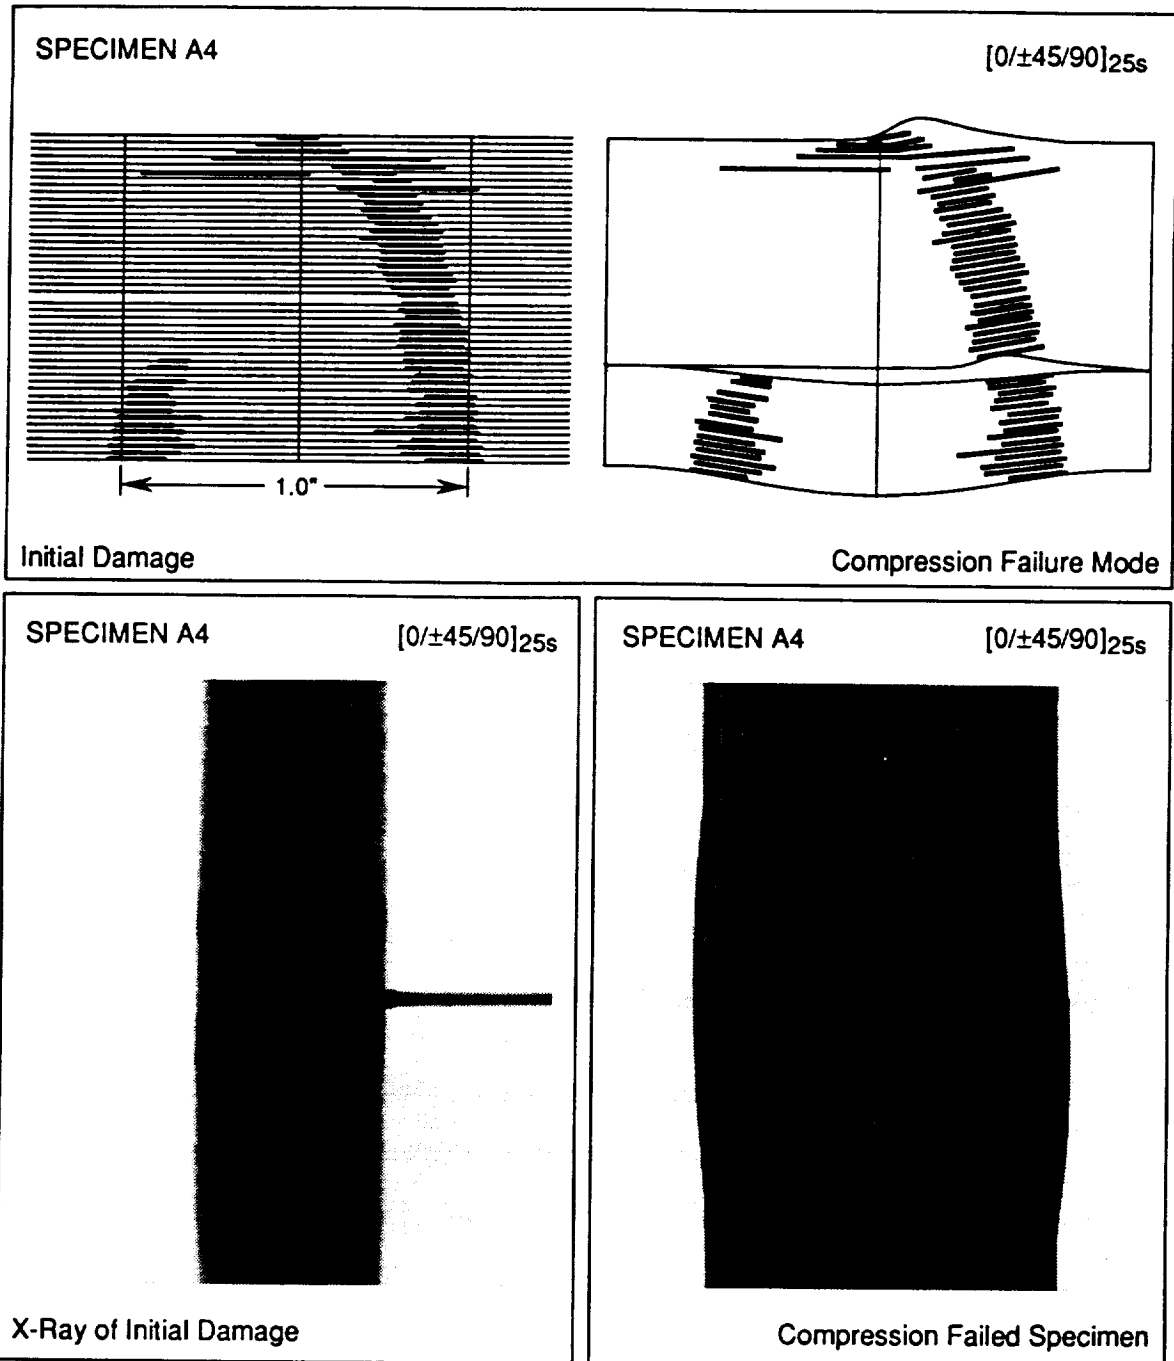 SPECIMEN A4
[0/±45/90]25s
1.0"
Initial Damage
Compression Failure Mode
SPECIMEN A4
[0/±45/90]25s
X-Ray of Initial Damage
SPECIMEN A4
[0/±45/90]25s
Compression Failed Specimen